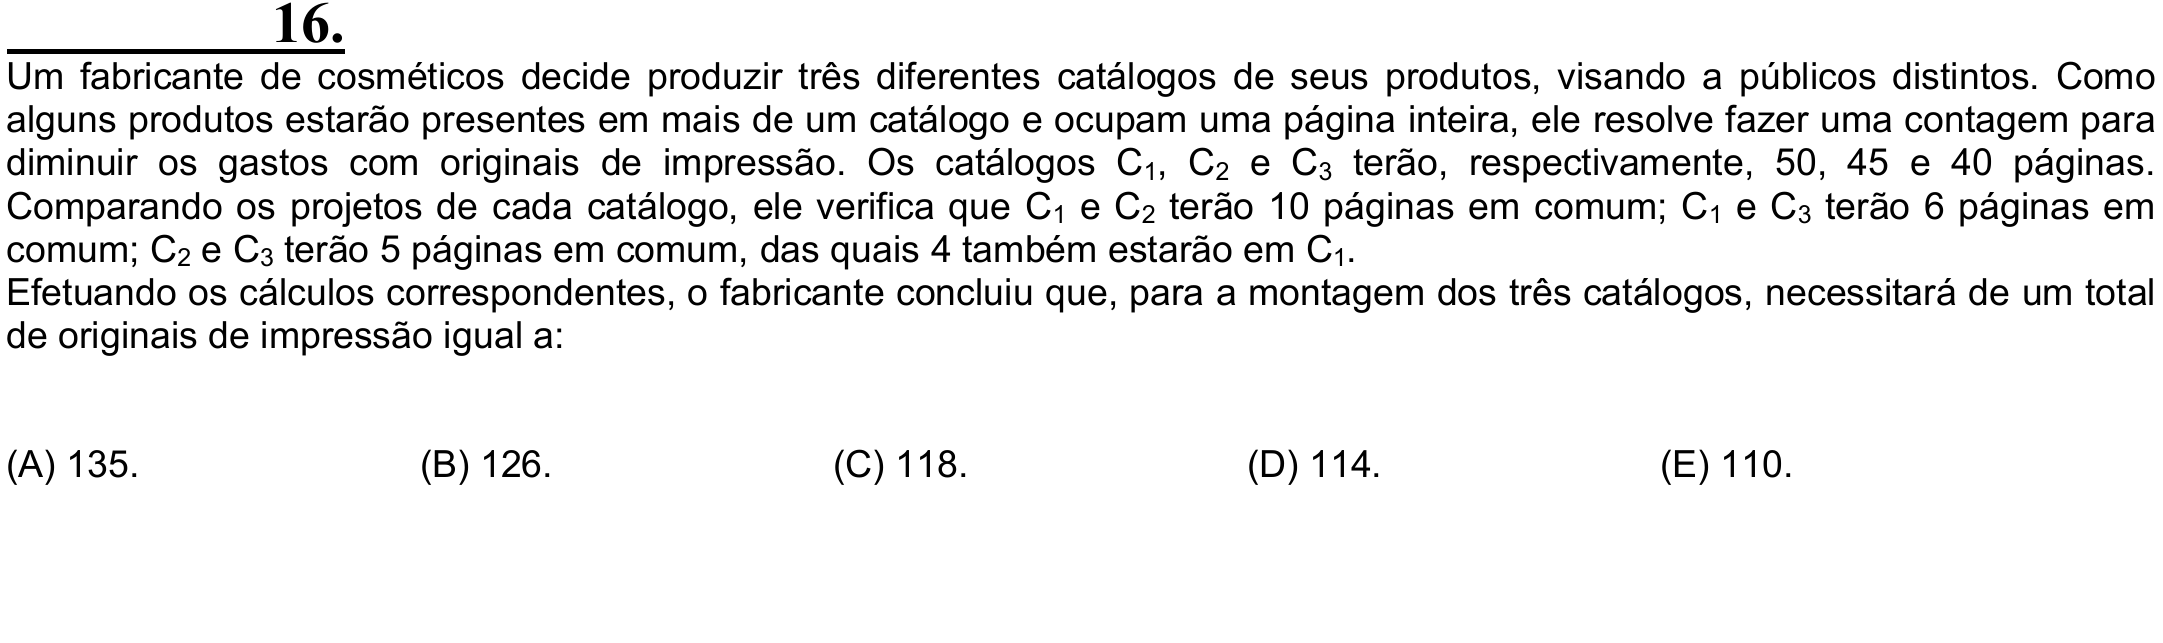 16.
Um fabricante de cosméticos decide produzir três diferentes catálogos de seus produtos, visando a públicos distintos. Como
alguns produtos estarão presentes em mais de um catálogo e ocupam uma página inteira, ele resolve fazer uma contagem para
diminuir os gastos com originais de impressão. Os catálogos C₁, C₂ e C₃ terão, respectivamente, 50, 45 e 40 páginas.
Comparando os projetos de cada catálogo, ele verifica que C₁ e C₂ terão 10 páginas em comum; C₁ e C₃ terão 6 páginas em
comum; C₂ e C₃ terão 5 páginas em comum, das quais 4 também estarão em C₁.
Efetuando os cálculos correspondentes, o fabricante concluiu que, para a montagem dos três catálogos, necessitará de um total
de originais de impressão igual a:
(A) 135. (B) 126. (C) 118. (D) 114. (E) 110.